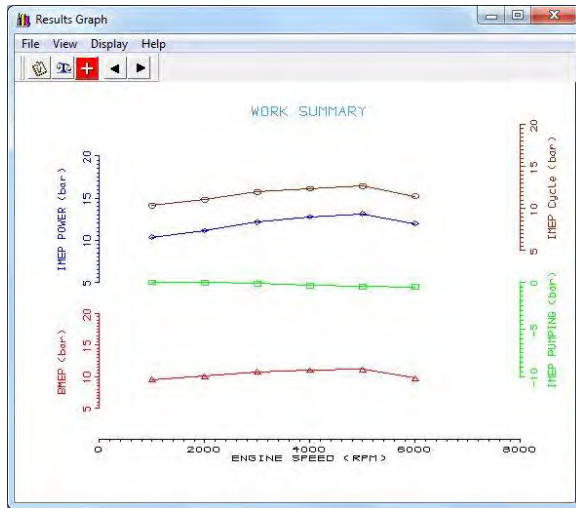 Results Graph
File View Display Help
WORK SUMMARY
IMEP POWER (bar)
20
15
10
5
IMEP Cycle (bar)
20
15
10
5
IMEP PUMPING (bar)
0
-5
-10
BMEP (bar)
20
15
10
5
0 2000 4000 6000 8000
ENGINE SPEED (RPM)